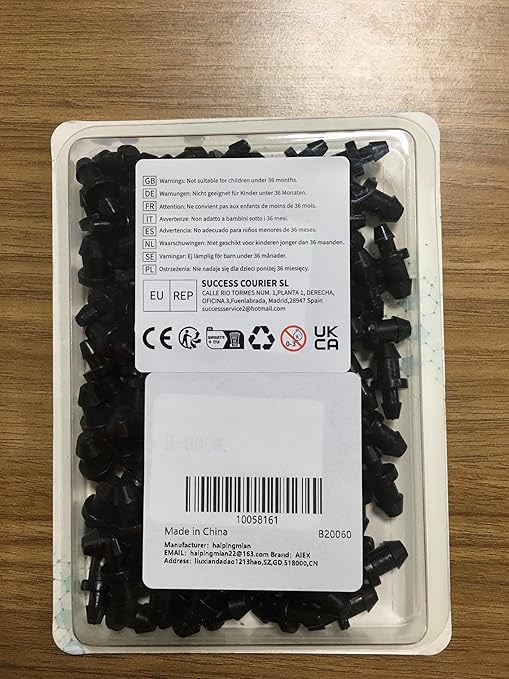 GB Warnings: Not suitable for children under 36 months.
DE Warnungen: Nicht geeignet für Kinder unter 36 Monaten.
FR Attention: Ne convient pas aux enfants de moins de 36 mois.
IT Avvertenze: Non adatto a bambini sotto i 36 mesi.
ES Advertencia: No adecuado para niños menores de 36 meses.
NL Waarschuwingen: Niet geschikt voor kinderen jonger dan 36 maanden.
SE Varningar: Ej lämplig för barn under 36 månader.
PL Ostrzeżenia: Nie nadaje się dla dzieci poniżej 36 miesięcy.
EU REP
SUCCESS COURIER SL
CALLE RIO TORMES NUM. 1,PLANTA 1, DERECHA,
OFICINA 3,Fuenlabrada, Madrid,28947 Spain
successservice2@hotmail.com
CE
0-3
UK
CA
10058161
Made in China B20060
Manufacturer: haipingmian
EMAIL: haipingmian22@163.com Brand: AIEX
Address: liuxiandadao1213hao,SZ,GD,518000,CN